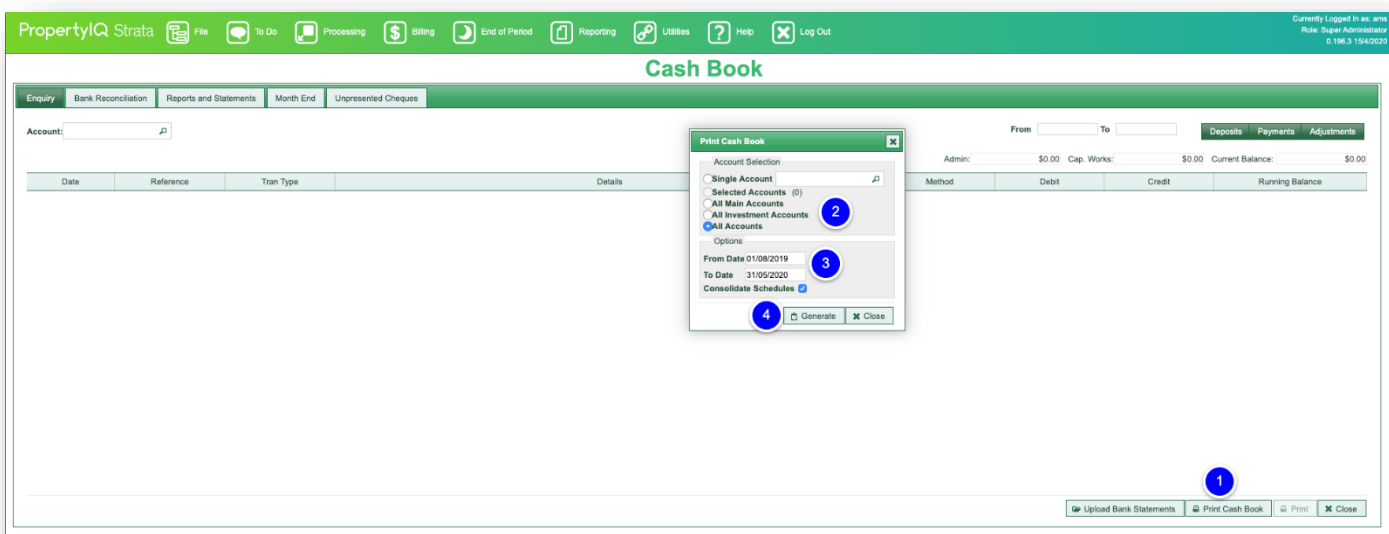 Currently Logged In as: ams
PropertyIQ Strata File To Do Processing Billing End of Period Reporting Utilities Help Log Out Role: Super Administrator
0.196.3 15/4/2020
Cash Book
Enquiry Bank Reconciliation Reports and Statements Month End Unpresented Cheques
Account: From To Deposits Payments Adjustments
Print Cash Book
Admin: $0.00 Cap. Works: $0.00 Current Balance: $0.00
Account Selection
Date Reference Tran Type Details Method Debit Credit Running Balance
Single Account
Selected Accounts (0)
All Main Accounts
All Investment Accounts 2
All Accounts
Options
From Date 01/08/2019 3
To Date 31/05/2020
Consolidate Schedules
4 Generate Close
1
Upload Bank Statements Print Cash Book Print Close